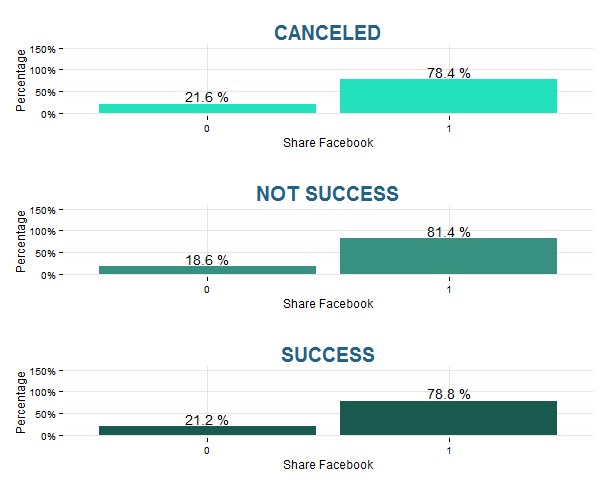 CANCELED
150%
100%
50%
0%
Percentage
21.6 %
78.4 %
0
1
Share Facebook
NOT SUCCESS
150%
100%
50%
0%
Percentage
18.6 %
81.4 %
0
1
Share Facebook
SUCCESS
150%
100%
50%
0%
Percentage
21.2 %
78.8 %
0
1
Share Facebook